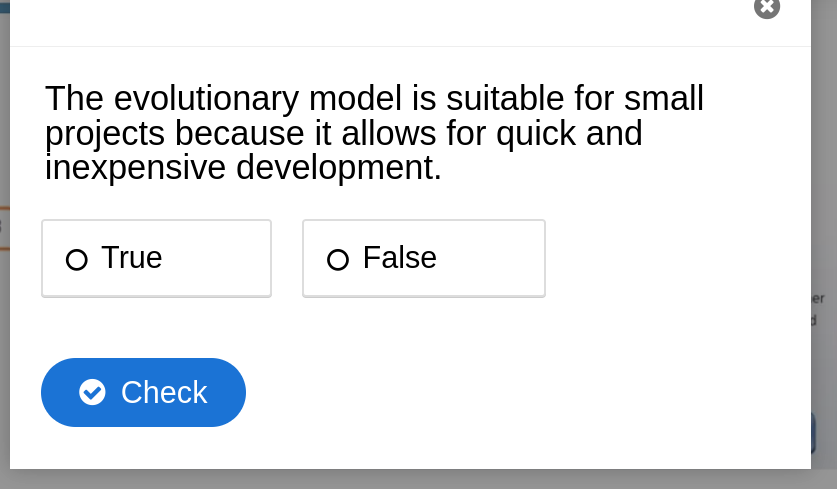 The evolutionary model is suitable for small
projects because it allows for quick and
inexpensive development.
True
False
Check
er
d